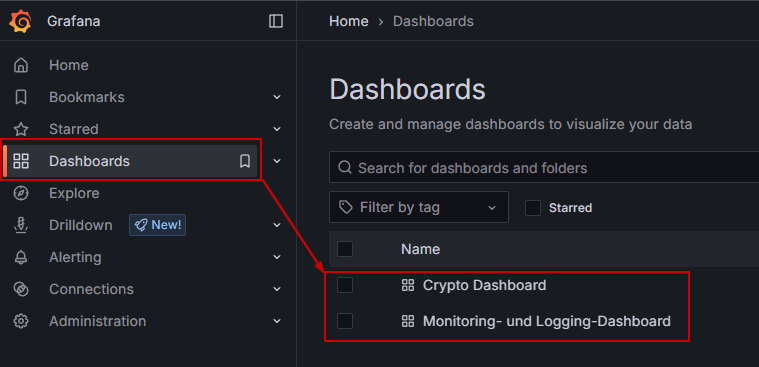 Grafana
Home
Bookmarks
Starred
Dashboards
Explore
Drilldown New!
Alerting
Connections
Administration
Home > Dashboards
Dashboards
Create and manage dashboards to visualize your data
Search for dashboards and folders
Filter by tag Starred
Name
Crypto Dashboard
Monitoring- und Logging-Dashboard